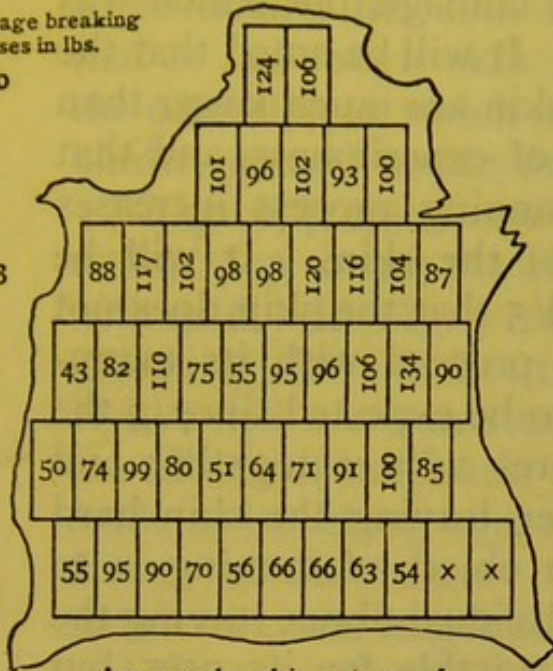 age breaking
ses in lbs.
124 106
101 96 102 93 100
88 117 102 98 98 120 116 104 87
43 82 110 75 55 95 96 106 134 90
50 74 99 80 51 64 71 91 100 85
55 95 90 70 56 66 66 63 54 x x